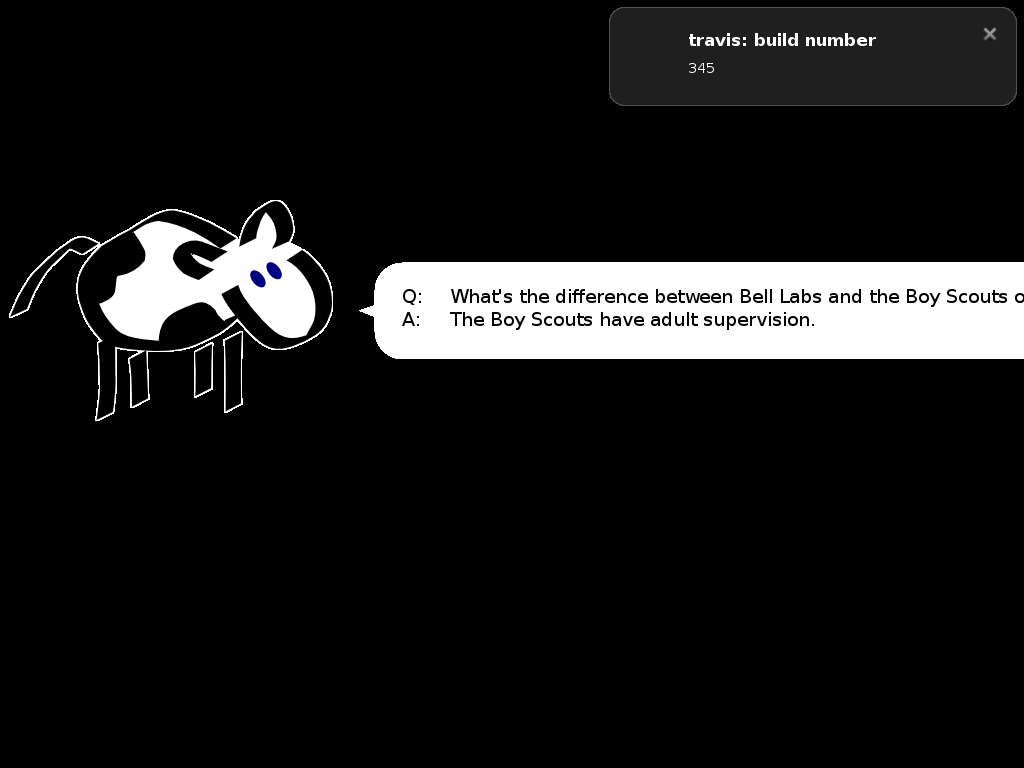 travis: build number
345
Q: What's the difference between Bell Labs and the Boy Scouts
A: The Boy Scouts have adult supervision.